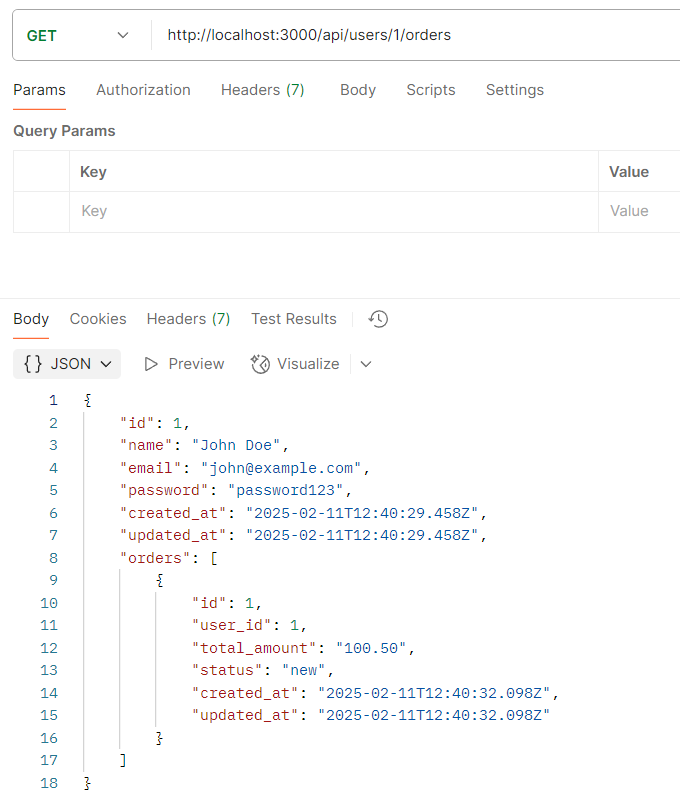 GET http://localhost:3000/api/users/1/orders
Params Authorization Headers (7) Body Scripts Settings
Query Params
Key Value
Key Value
Body Cookies Headers (7) Test Results
{} JSON Preview Visualize
1 {
2 "id": 1,
3 "name": "John Doe",
4 "email": "john@example.com",
5 "password": "password123",
6 "created_at": "2025-02-11T12:40:29.458Z",
7 "updated_at": "2025-02-11T12:40:29.458Z",
8 "orders": [
9 {
10 "id": 1,
11 "user_id": 1,
12 "total_amount": "100.50",
13 "status": "new",
14 "created_at": "2025-02-11T12:40:32.098Z",
15 "updated_at": "2025-02-11T12:40:32.098Z"
16 }
17 ]
18 }